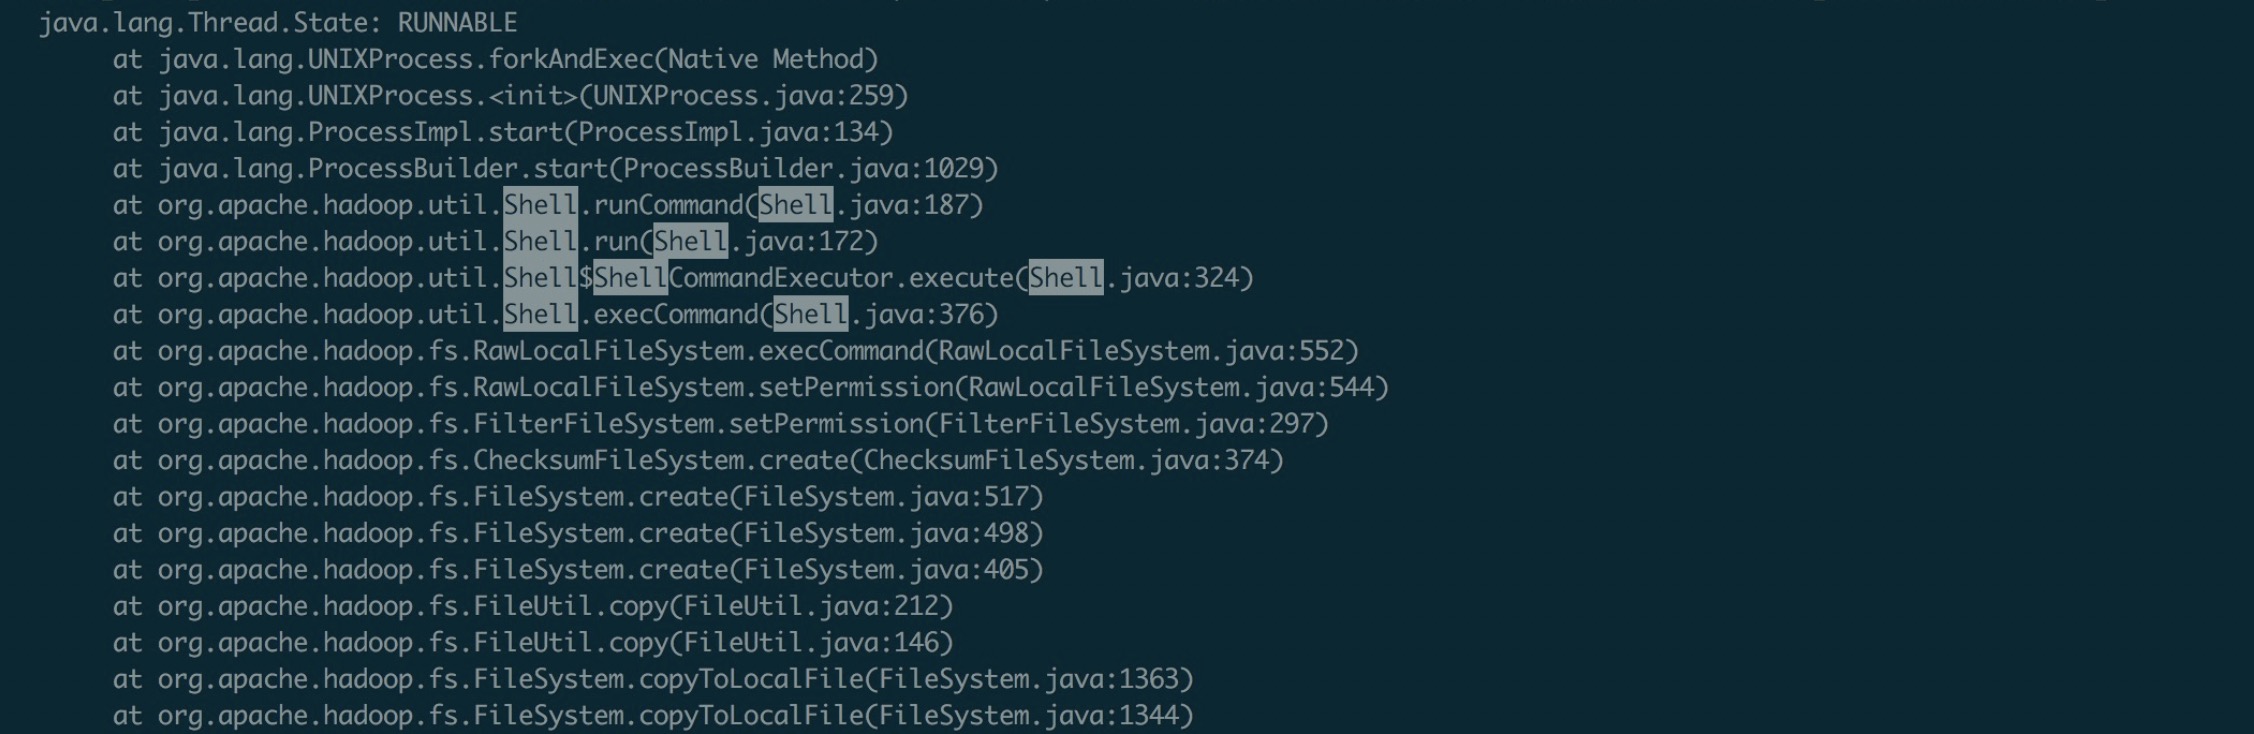 java.lang.Thread.State: RUNNABLE
at java.lang.UNIXProcess.forkAndExec(Native Method)
at java.lang.UNIXProcess.<init>(UNIXProcess.java:259)
at java.lang.ProcessImpl.start(ProcessImpl.java:134)
at java.lang.ProcessBuilder.start(ProcessBuilder.java:1029)
at org.apache.hadoop.util.Shell.runCommand(Shell.java:187)
at org.apache.hadoop.util.Shell.run(Shell.java:172)
at org.apache.hadoop.util.Shell$ShellCommandExecutor.execute(Shell.java:324)
at org.apache.hadoop.util.Shell.execCommand(Shell.java:376)
at org.apache.hadoop.fs.RawLocalFileSystem.execCommand(RawLocalFileSystem.java:552)
at org.apache.hadoop.fs.RawLocalFileSystem.setPermission(RawLocalFileSystem.java:544)
at org.apache.hadoop.fs.FilterFileSystem.setPermission(FilterFileSystem.java:297)
at org.apache.hadoop.fs.ChecksumFileSystem.create(ChecksumFileSystem.java:374)
at org.apache.hadoop.fs.FileSystem.create(FileSystem.java:517)
at org.apache.hadoop.fs.FileSystem.create(FileSystem.java:498)
at org.apache.hadoop.fs.FileSystem.create(FileSystem.java:405)
at org.apache.hadoop.fs.FileUtil.copy(FileUtil.java:212)
at org.apache.hadoop.fs.FileUtil.copy(FileUtil.java:146)
at org.apache.hadoop.fs.FileSystem.copyToLocalFile(FileSystem.java:1363)
at org.apache.hadoop.fs.FileSystem.copyToLocalFile(FileSystem.java:1344)